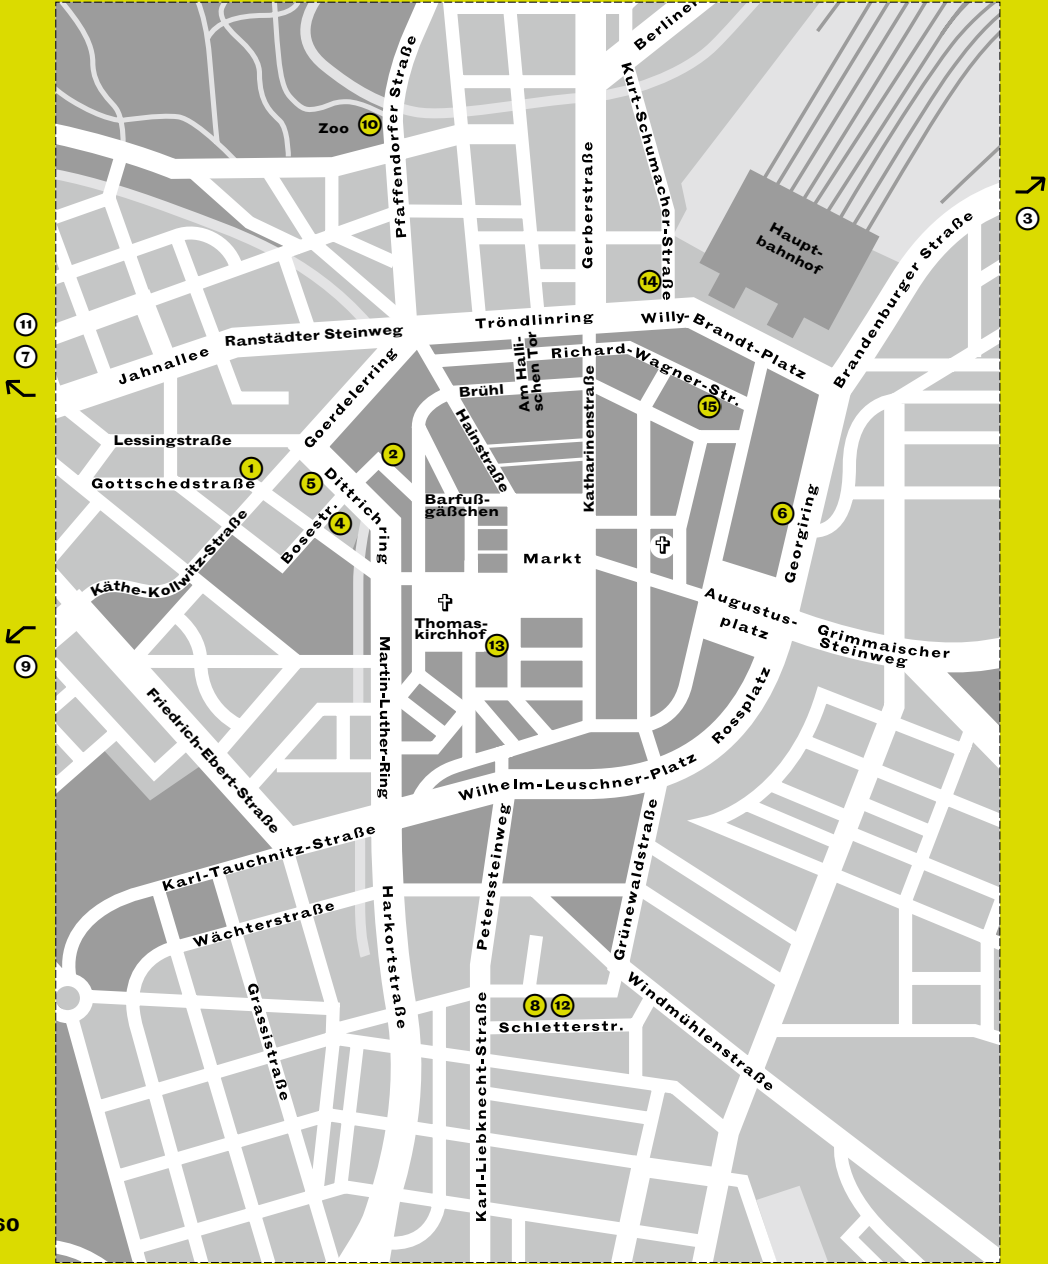 Berliner
Kurt-Schumacher-Straße
Pfaffendorfer Straße
Zoo 10
Gerberstraße
Haupt-
bahnhof
3
Brandenburger Straße
14
11
7
Tröndlinring
Willy-Brandt-Platz
Ranstädter Steinweg
Jahnallee
Am Halli-
schen Tor
Richard-Wagner-Str.
15
Goerdelerring
Brühl
Hainstraße
Katharinenstraße
Lessingstraße
1
Gottschedstraße
2
5
Dittrichring
Bosestr.
4
Barfuß-
gäßchen
6
Georgiring
Markt
Käthe-Kollwitz-Straße
Thomas-
kirchhof
13
Augustus-
platz
Grimmaischer
Steinweg
9
Martin-Luther-Ring
Friedrich-Ebert-Straße
Rossplatz
Wilhelm-Leuschner-Platz
Karl-Tauchnitz-Straße
Peterssteinweg
Grünewaldstraße
Harkortstraße
Wächterstraße
Grassistraße
8 12
Schletterstr.
Windmühlenstraße
Karl-Liebknecht-Straße